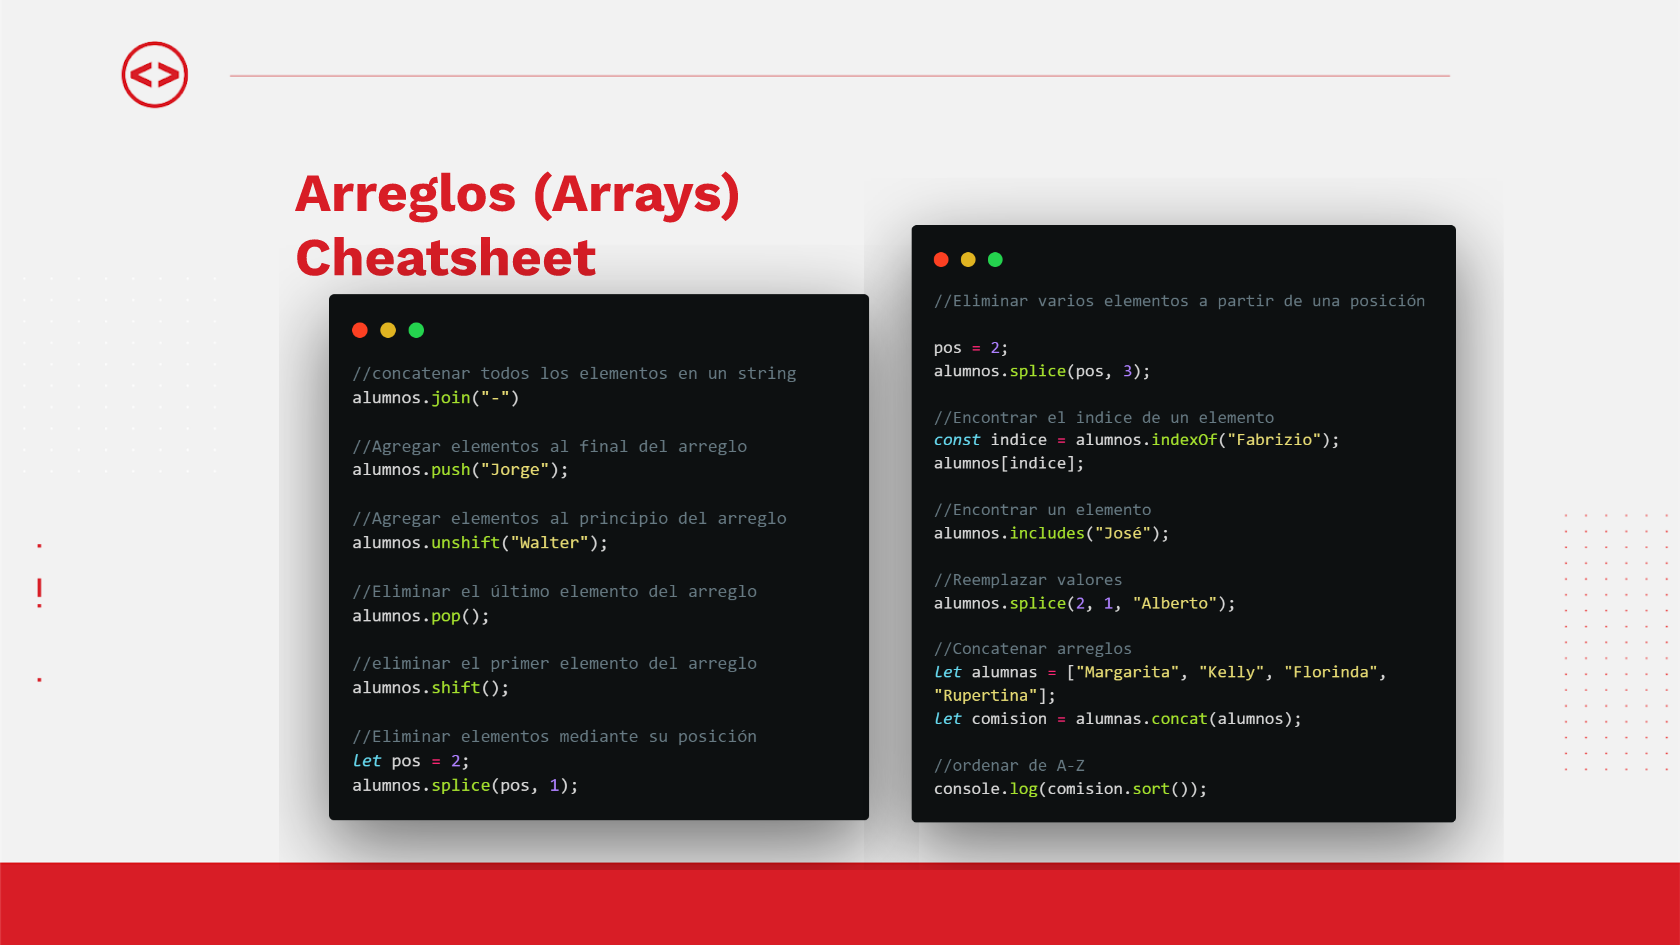 <>
Arreglos (Arrays)
Cheatsheet
//concatenar todos los elementos en un string
alumnos.join("-")
//Agregar elementos al final del arreglo
alumnos.push("Jorge");
//Agregar elementos al principio del arreglo
alumnos.unshift("Walter");
//Eliminar el último elemento del arreglo
alumnos.pop();
//eliminar el primer elemento del arreglo
alumnos.shift();
//Eliminar elementos mediante su posición
let pos = 2;
alumnos.splice(pos, 1);
//Eliminar varios elementos a partir de una posición
pos = 2;
alumnos.splice(pos, 3);
//Encontrar el indice de un elemento
const indice = alumnos.indexOf("Fabrizio");
alumnos[indice];
//Encontrar un elemento
alumnos.includes("José");
//Reemplazar valores
alumnos.splice(2, 1, "Alberto");
//Concatenar arreglos
let alumnas = ["Margarita", "Kelly", "Florinda",
"Rupertina"];
let comision = alumnas.concat(alumnos);
//ordenar de A-Z
console.log(comision.sort());